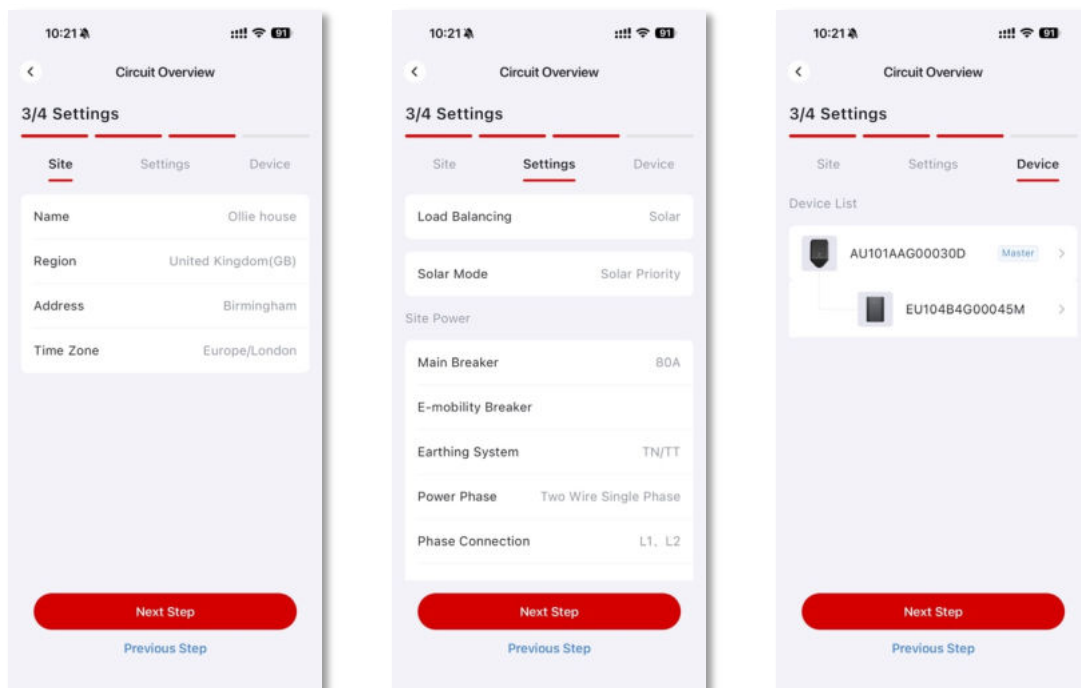 10:21
91
Circuit Overview
3/4 Settings
Site Settings Device
Name Ollie house
Region United Kingdom(GB)
Address Birmingham
Time Zone Europe/London
Next Step
Previous Step
10:21
91
Circuit Overview
3/4 Settings
Site Settings Device
Load Balancing Solar
Solar Mode Solar Priority
Site Power
Main Breaker 80A
E-mobility Breaker
Earthing System TN/TT
Power Phase Two Wire Single Phase
Phase Connection L1, L2
Next Step
Previous Step
10:21
91
Circuit Overview
3/4 Settings
Site Settings Device
Device List
AU101AAG00030D Master
EU104B4G00045M
Next Step
Previous Step